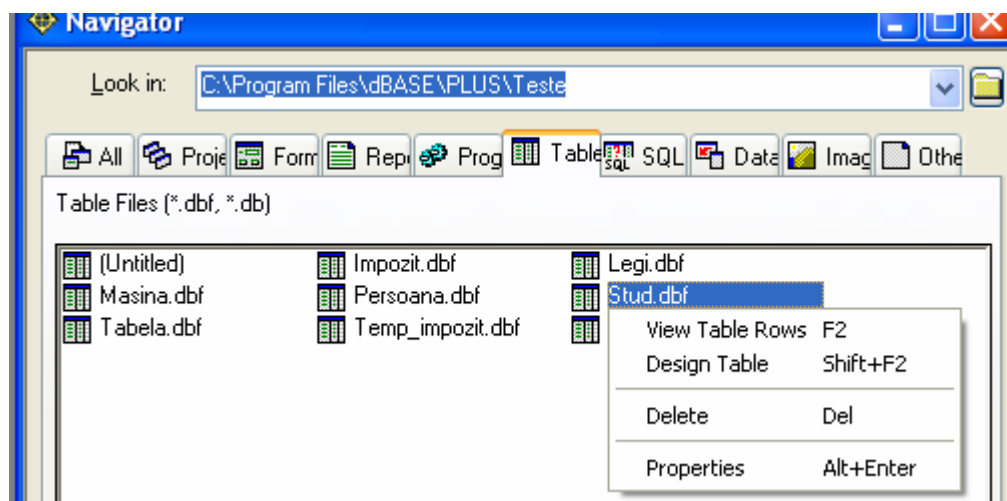 Navigator
Look in: C:\Program Files\dBASE\PLUS\Teste
All Proje Form Rep Prog Table SQL Data Imag Othe
Table Files (*.dbf, *.db)
(Untitled) Impozit.dbf Legi.dbf
Masina.dbf Persoana.dbf Stud.dbf
Tabela.dbf Temp_impozit.dbf
View Table Rows F2
Design Table Shift+F2
Delete Del
Properties Alt+Enter